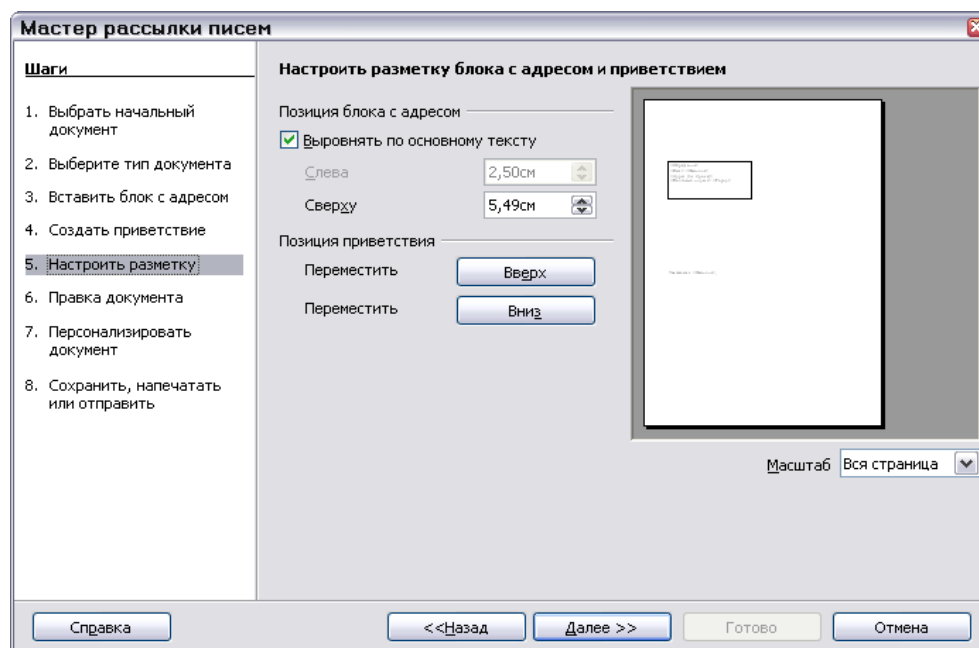 Мастер рассылки писем
Шаги
1. Выбрать начальный
документ
2. Выберите тип документа
3. Вставить блок с адресом
4. Создать приветствие
5. Настроить разметку
6. Правка документа
7. Персонализировать
документ
8. Сохранить, напечатать
или отправить
Настроить разметку блока с адресом и приветствием
Позиция блока с адресом
Выровнять по основному тексту
Слева 2,50см
Сверху 5,49см
Позиция приветствия
Переместить Вверх
Переместить Вниз
Масштаб Вся страница
Справка <<Назад Далее >> Готово Отмена